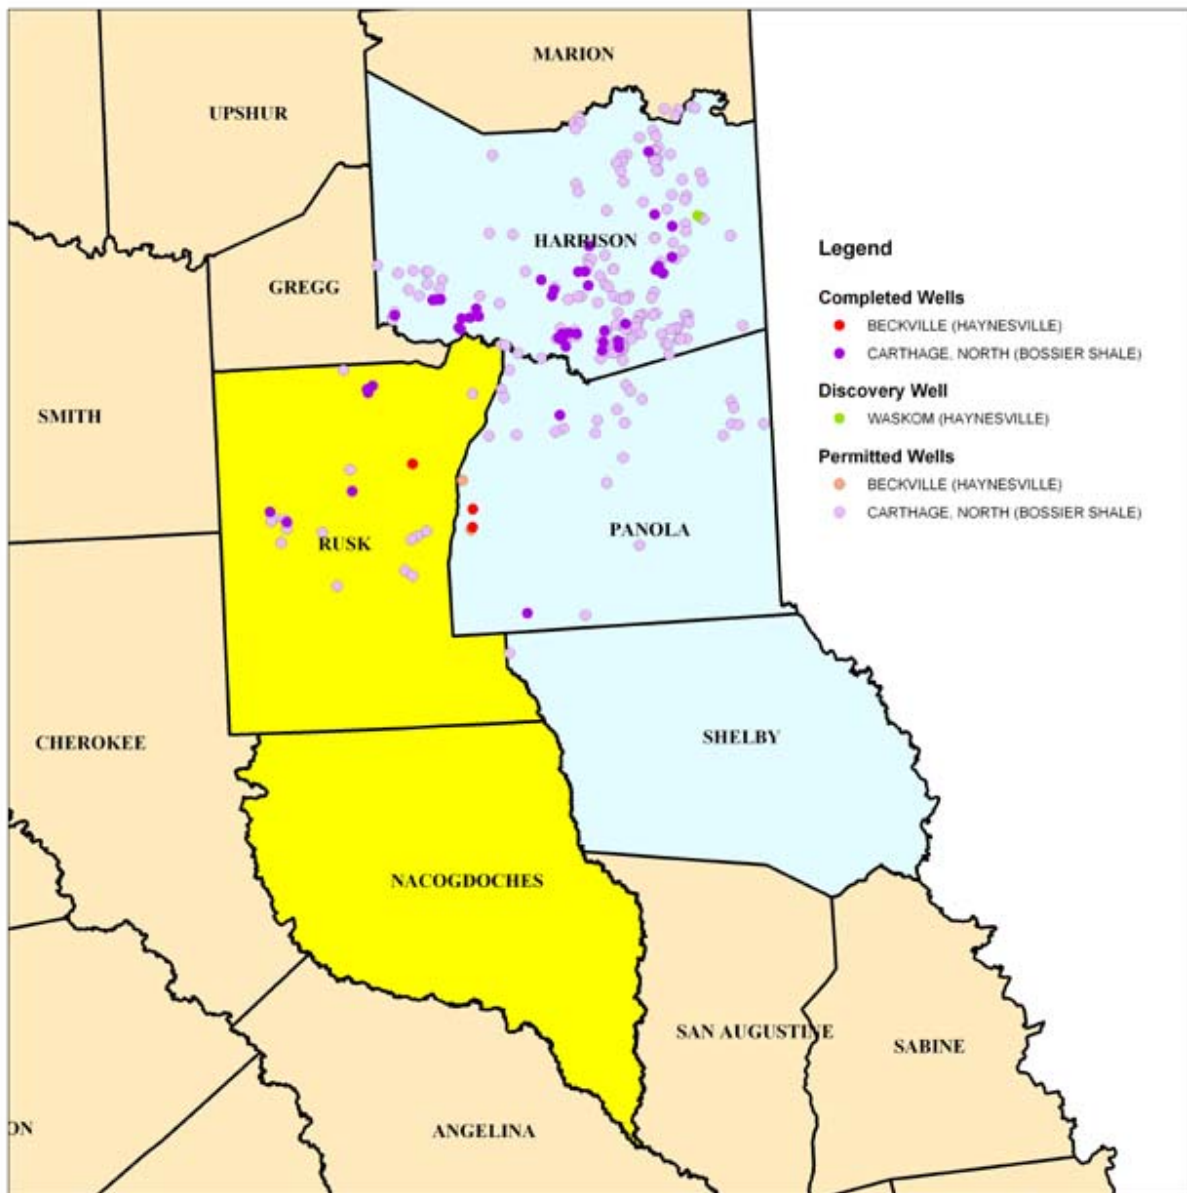 MARION
UPSHUR
HARRISON
GREGG
SMITH
RUSK
PANOLA
CHEROKEE
SHELBY
NACOGDOCHES
SAN AUGUSTINE
SABINE
ON
ANGELINA
Legend
Completed Wells
BECKVILLE (HAYNESVILLE)
CARTHAGE, NORTH (BOSSIER SHALE)
Discovery Well
WASKOM (HAYNESVILLE)
Permitted Wells
BECKVILLE (HAYNESVILLE)
CARTHAGE, NORTH (BOSSIER SHALE)